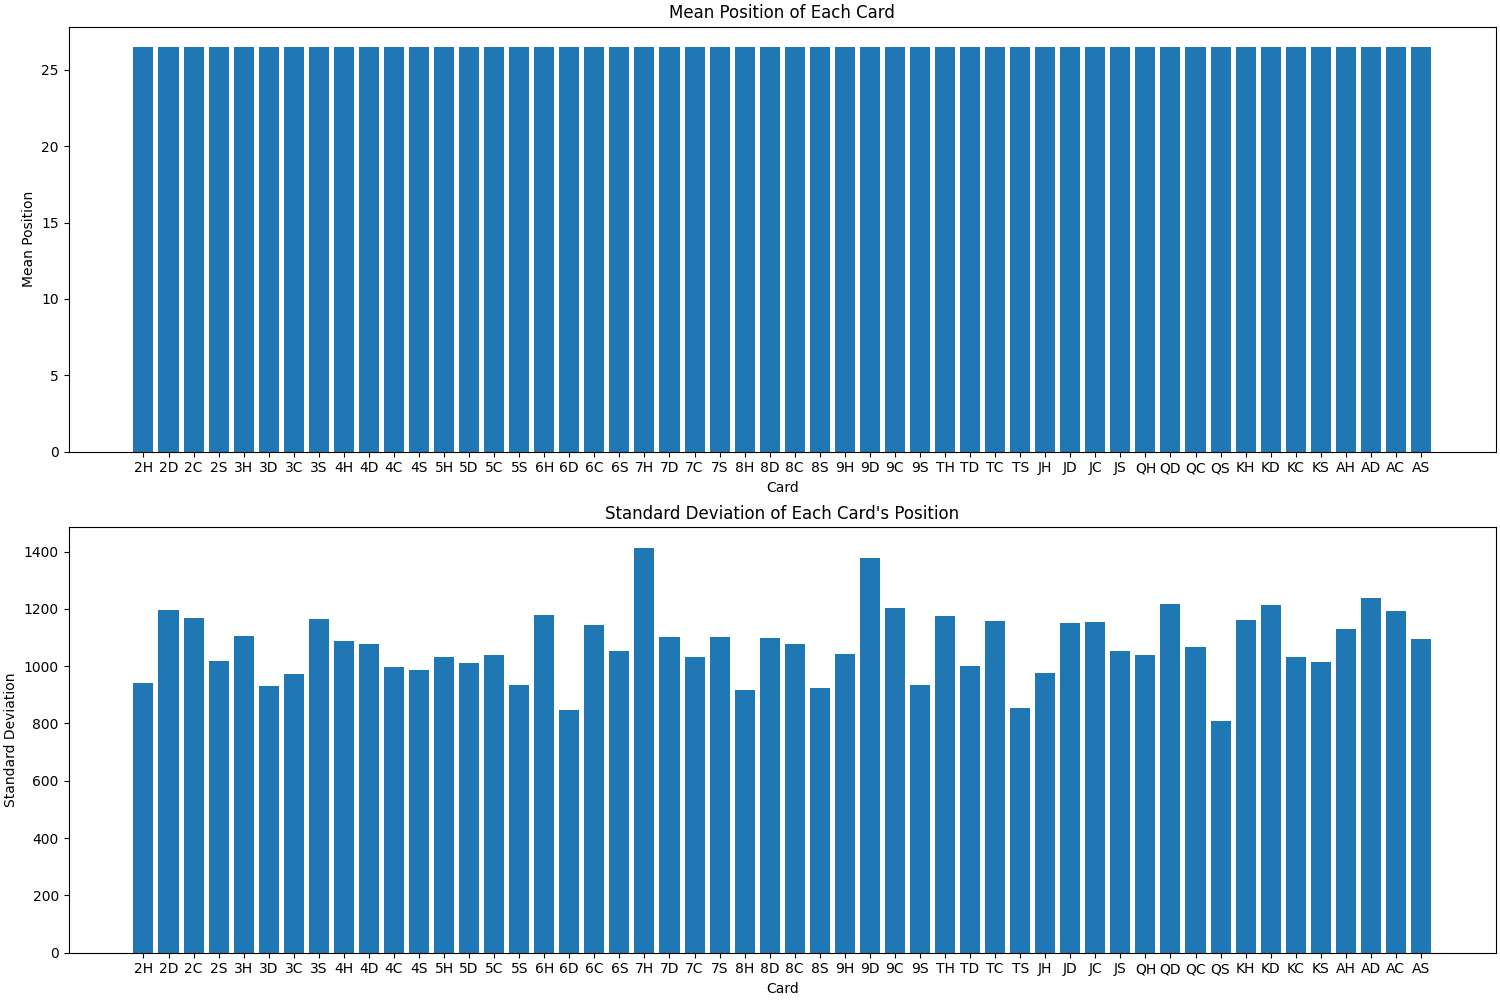 Mean Position of Each Card
Mean Position
25
20
15
10
5
0
2H 2D 2C 2S 3H 3D 3C 3S 4H 4D 4C 4S 5H 5D 5C 5S 6H 6D 6C 6S 7H 7D 7C 7S 8H 8D 8C 8S 9H 9D 9C 9S TH TD TC TS JH JD JC JS QH QD QC QS KH KD KC KS AH AD AC AS
Card
Standard Deviation of Each Card's Position
Standard Deviation
1400
1200
1000
800
600
400
200
0
2H 2D 2C 2S 3H 3D 3C 3S 4H 4D 4C 4S 5H 5D 5C 5S 6H 6D 6C 6S 7H 7D 7C 7S 8H 8D 8C 8S 9H 9D 9C 9S TH TD TC TS JH JD JC JS QH QD QC QS KH KD KC KS AH AD AC AS
Card